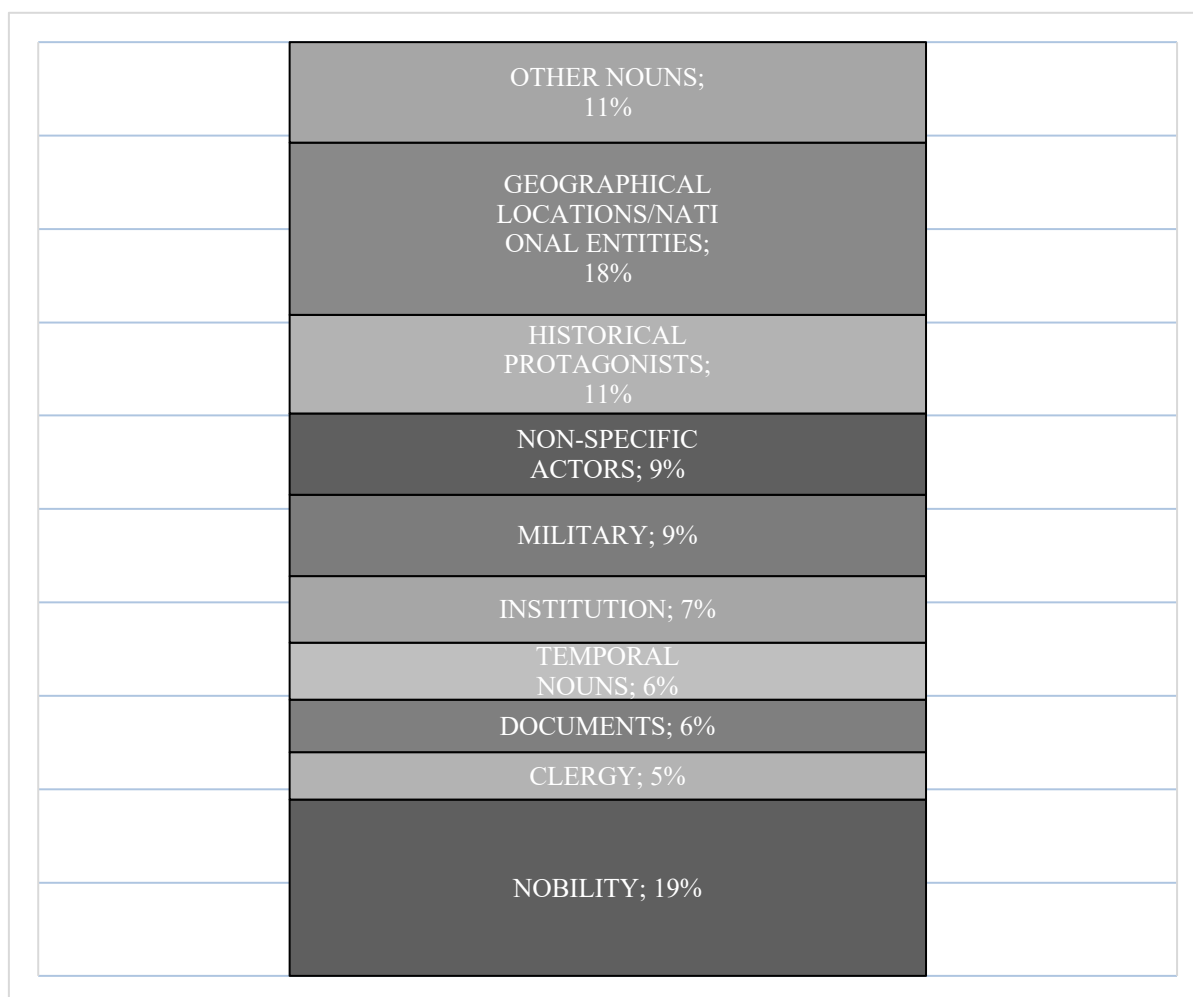 OTHER NOUNS;
11%
GEOGRAPHICAL
LOCATIONS/NATI
ONAL ENTITIES;
18%
HISTORICAL
PROTAGONISTS;
11%
NON-SPECIFIC
ACTORS; 9%
MILITARY; 9%
INSTITUTION; 7%
TEMPORAL
NOUNS; 6%
DOCUMENTS; 6%
CLERGY; 5%
NOBILITY; 19%